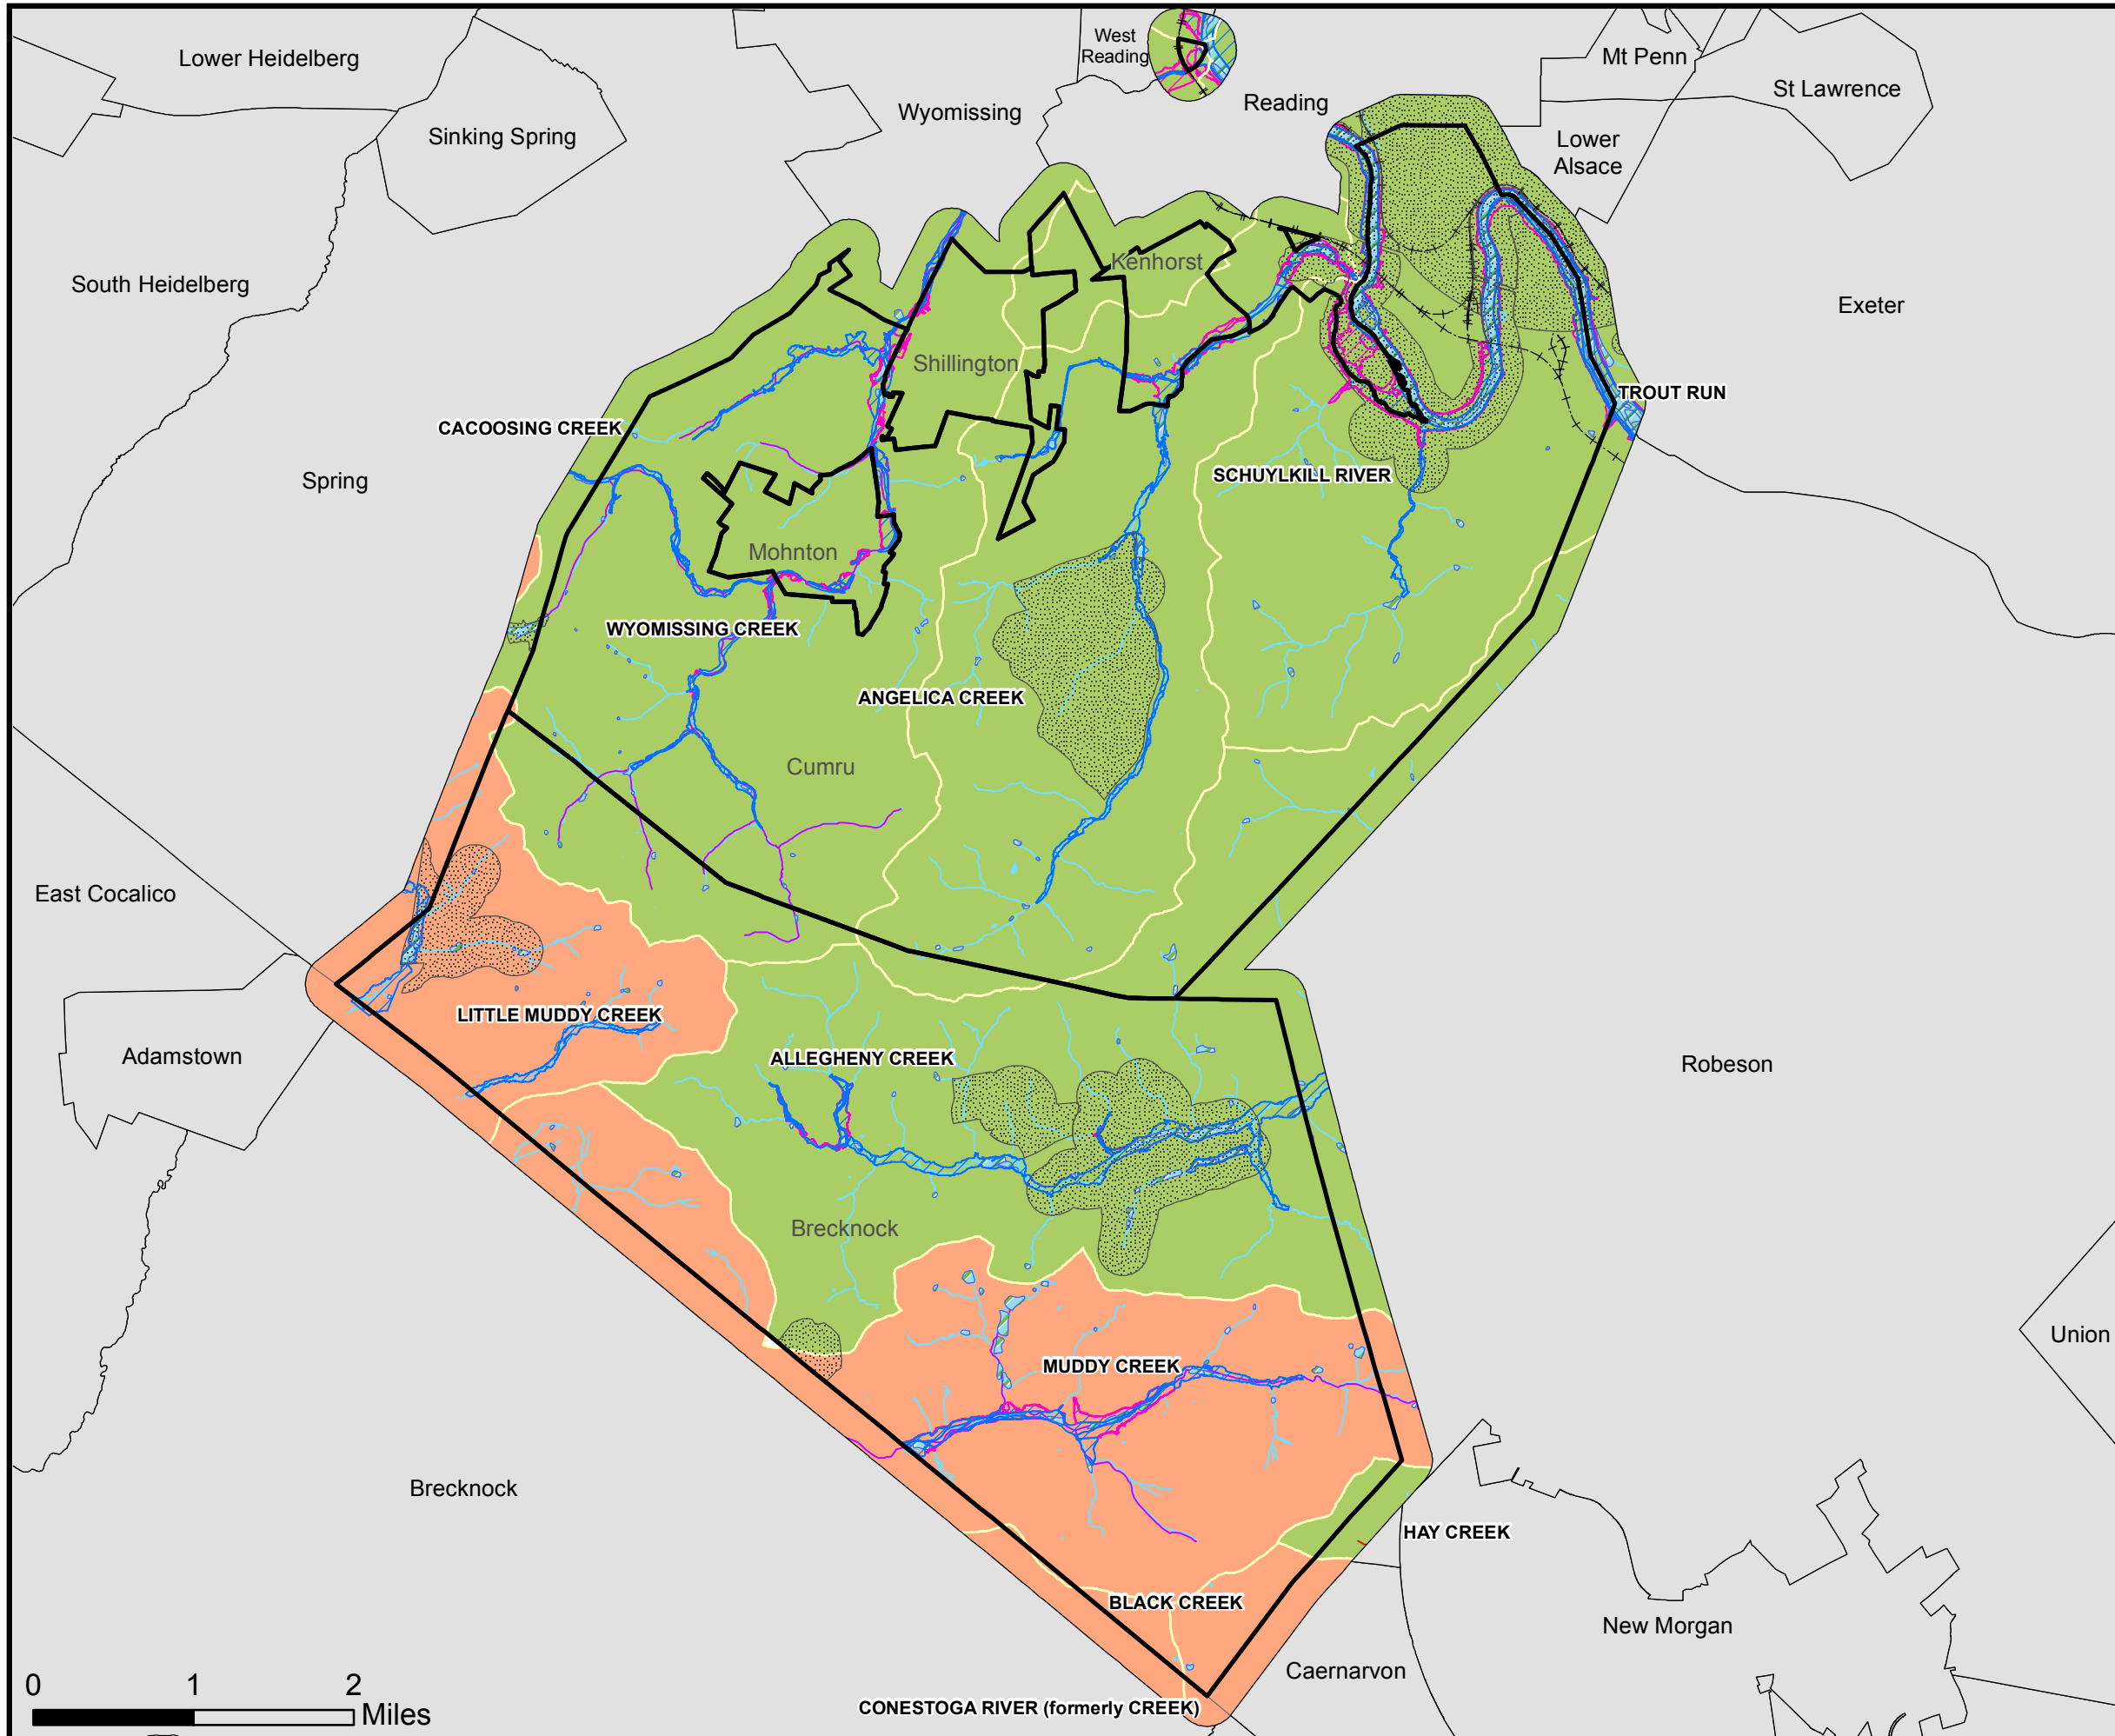 West
Reading
Mt Penn
Lower Heidelberg
St Lawrence
Wyomissing
Reading
Sinking Spring
Lower
Alsace
Kenhorst
South Heidelberg
Exeter
Shillington
TROUT RUN
CACOOSING CREEK
SCHUYLKILL RIVER
Spring
Mohnton
WYOMISSING CREEK
ANGELICA CREEK
Cumru
East Cocalico
LITTLE MUDDY CREEK
Adamstown
ALLEGHENY CREEK
Robeson
Brecknock
Union
MUDDY CREEK
Brecknock
HAY CREEK
BLACK CREEK
New Morgan
Caernarvon
CONESTOGA RIVER (formerly CREEK)
0 1 2
Miles